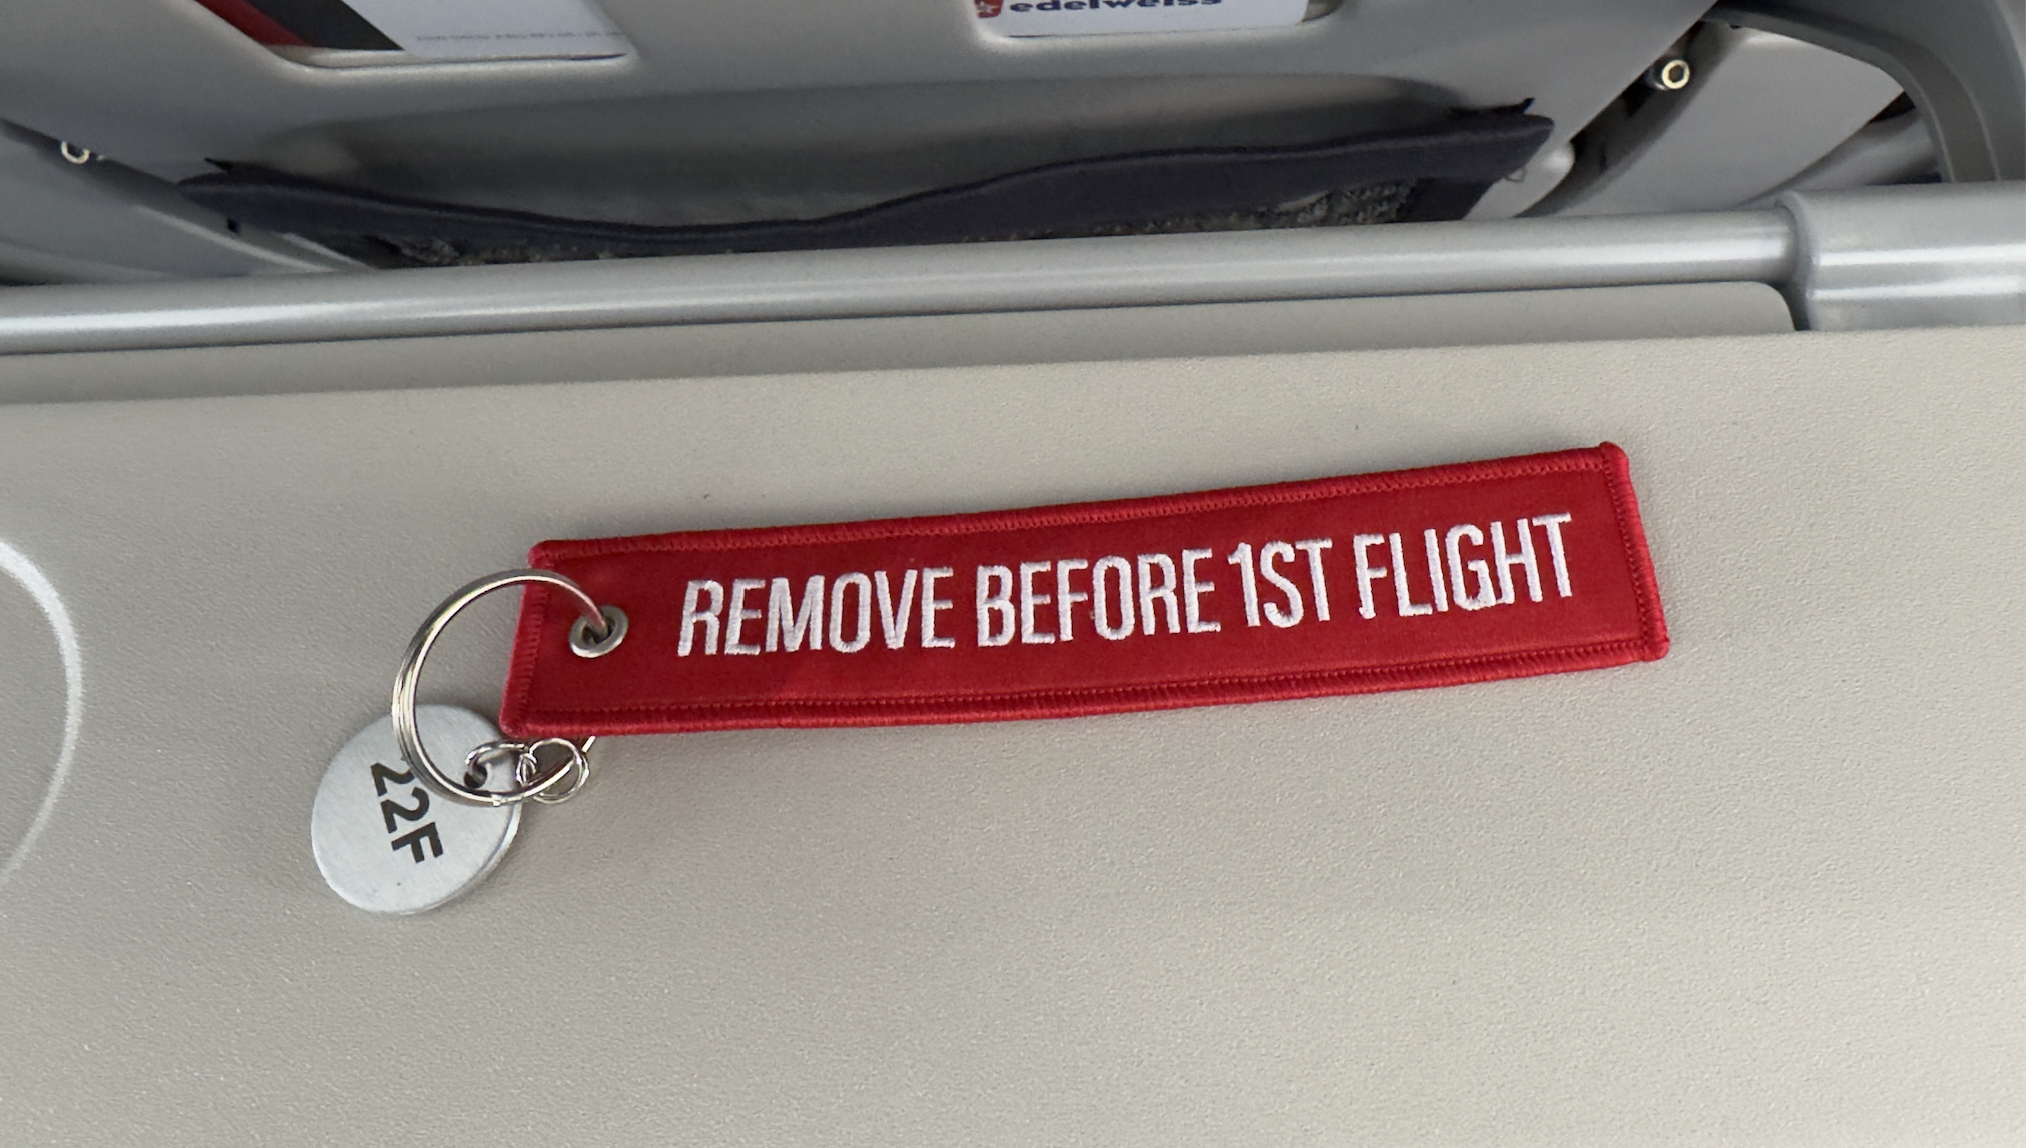 edelweiss
REMOVE BEFORE 1ST FLIGHT
22F